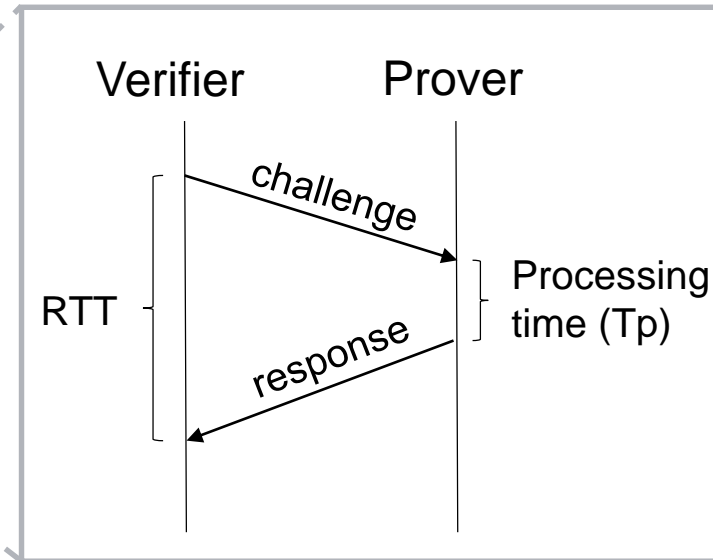 Verifier Prover
challenge
RTT
Processing
time (Tp)
response